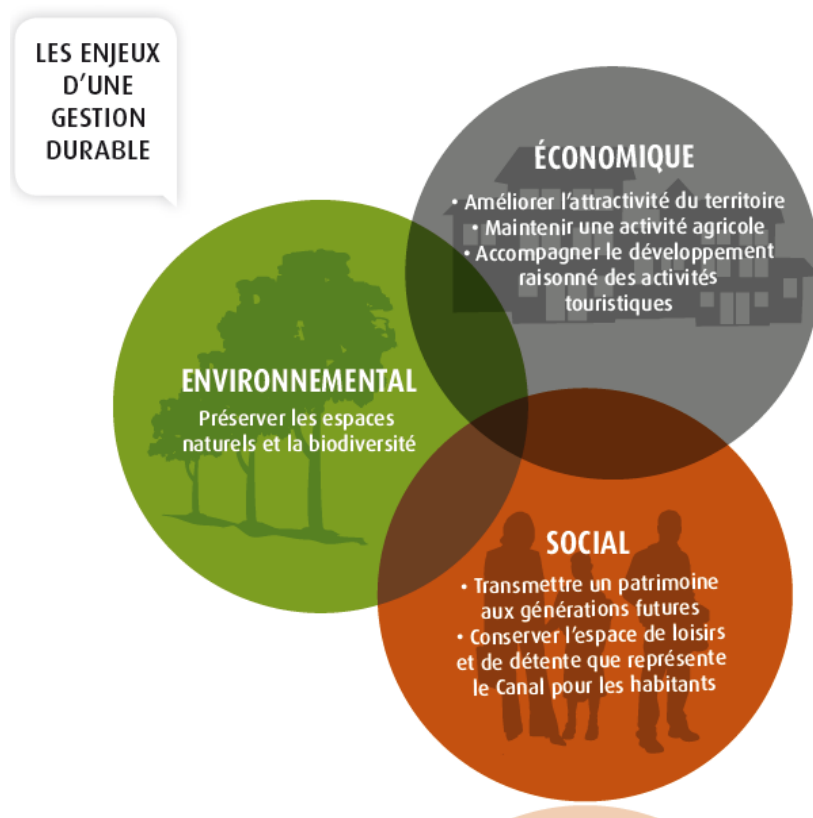 LES ENJEUX
D'UNE
GESTION
DURABLE
ÉCONOMIQUE
• Améliorer l'attractivité du territoire
• Maintenir une activité agricole
• Accompagner le développement
raisonné des activités
touristiques
ENVIRONNEMENTAL
Préserver les espaces
naturels et la biodiversité
SOCIAL
• Transmettre un patrimoine
aux générations futures
• Conserver l'espace de loisirs
et de détente que représente
le Canal pour les habitants